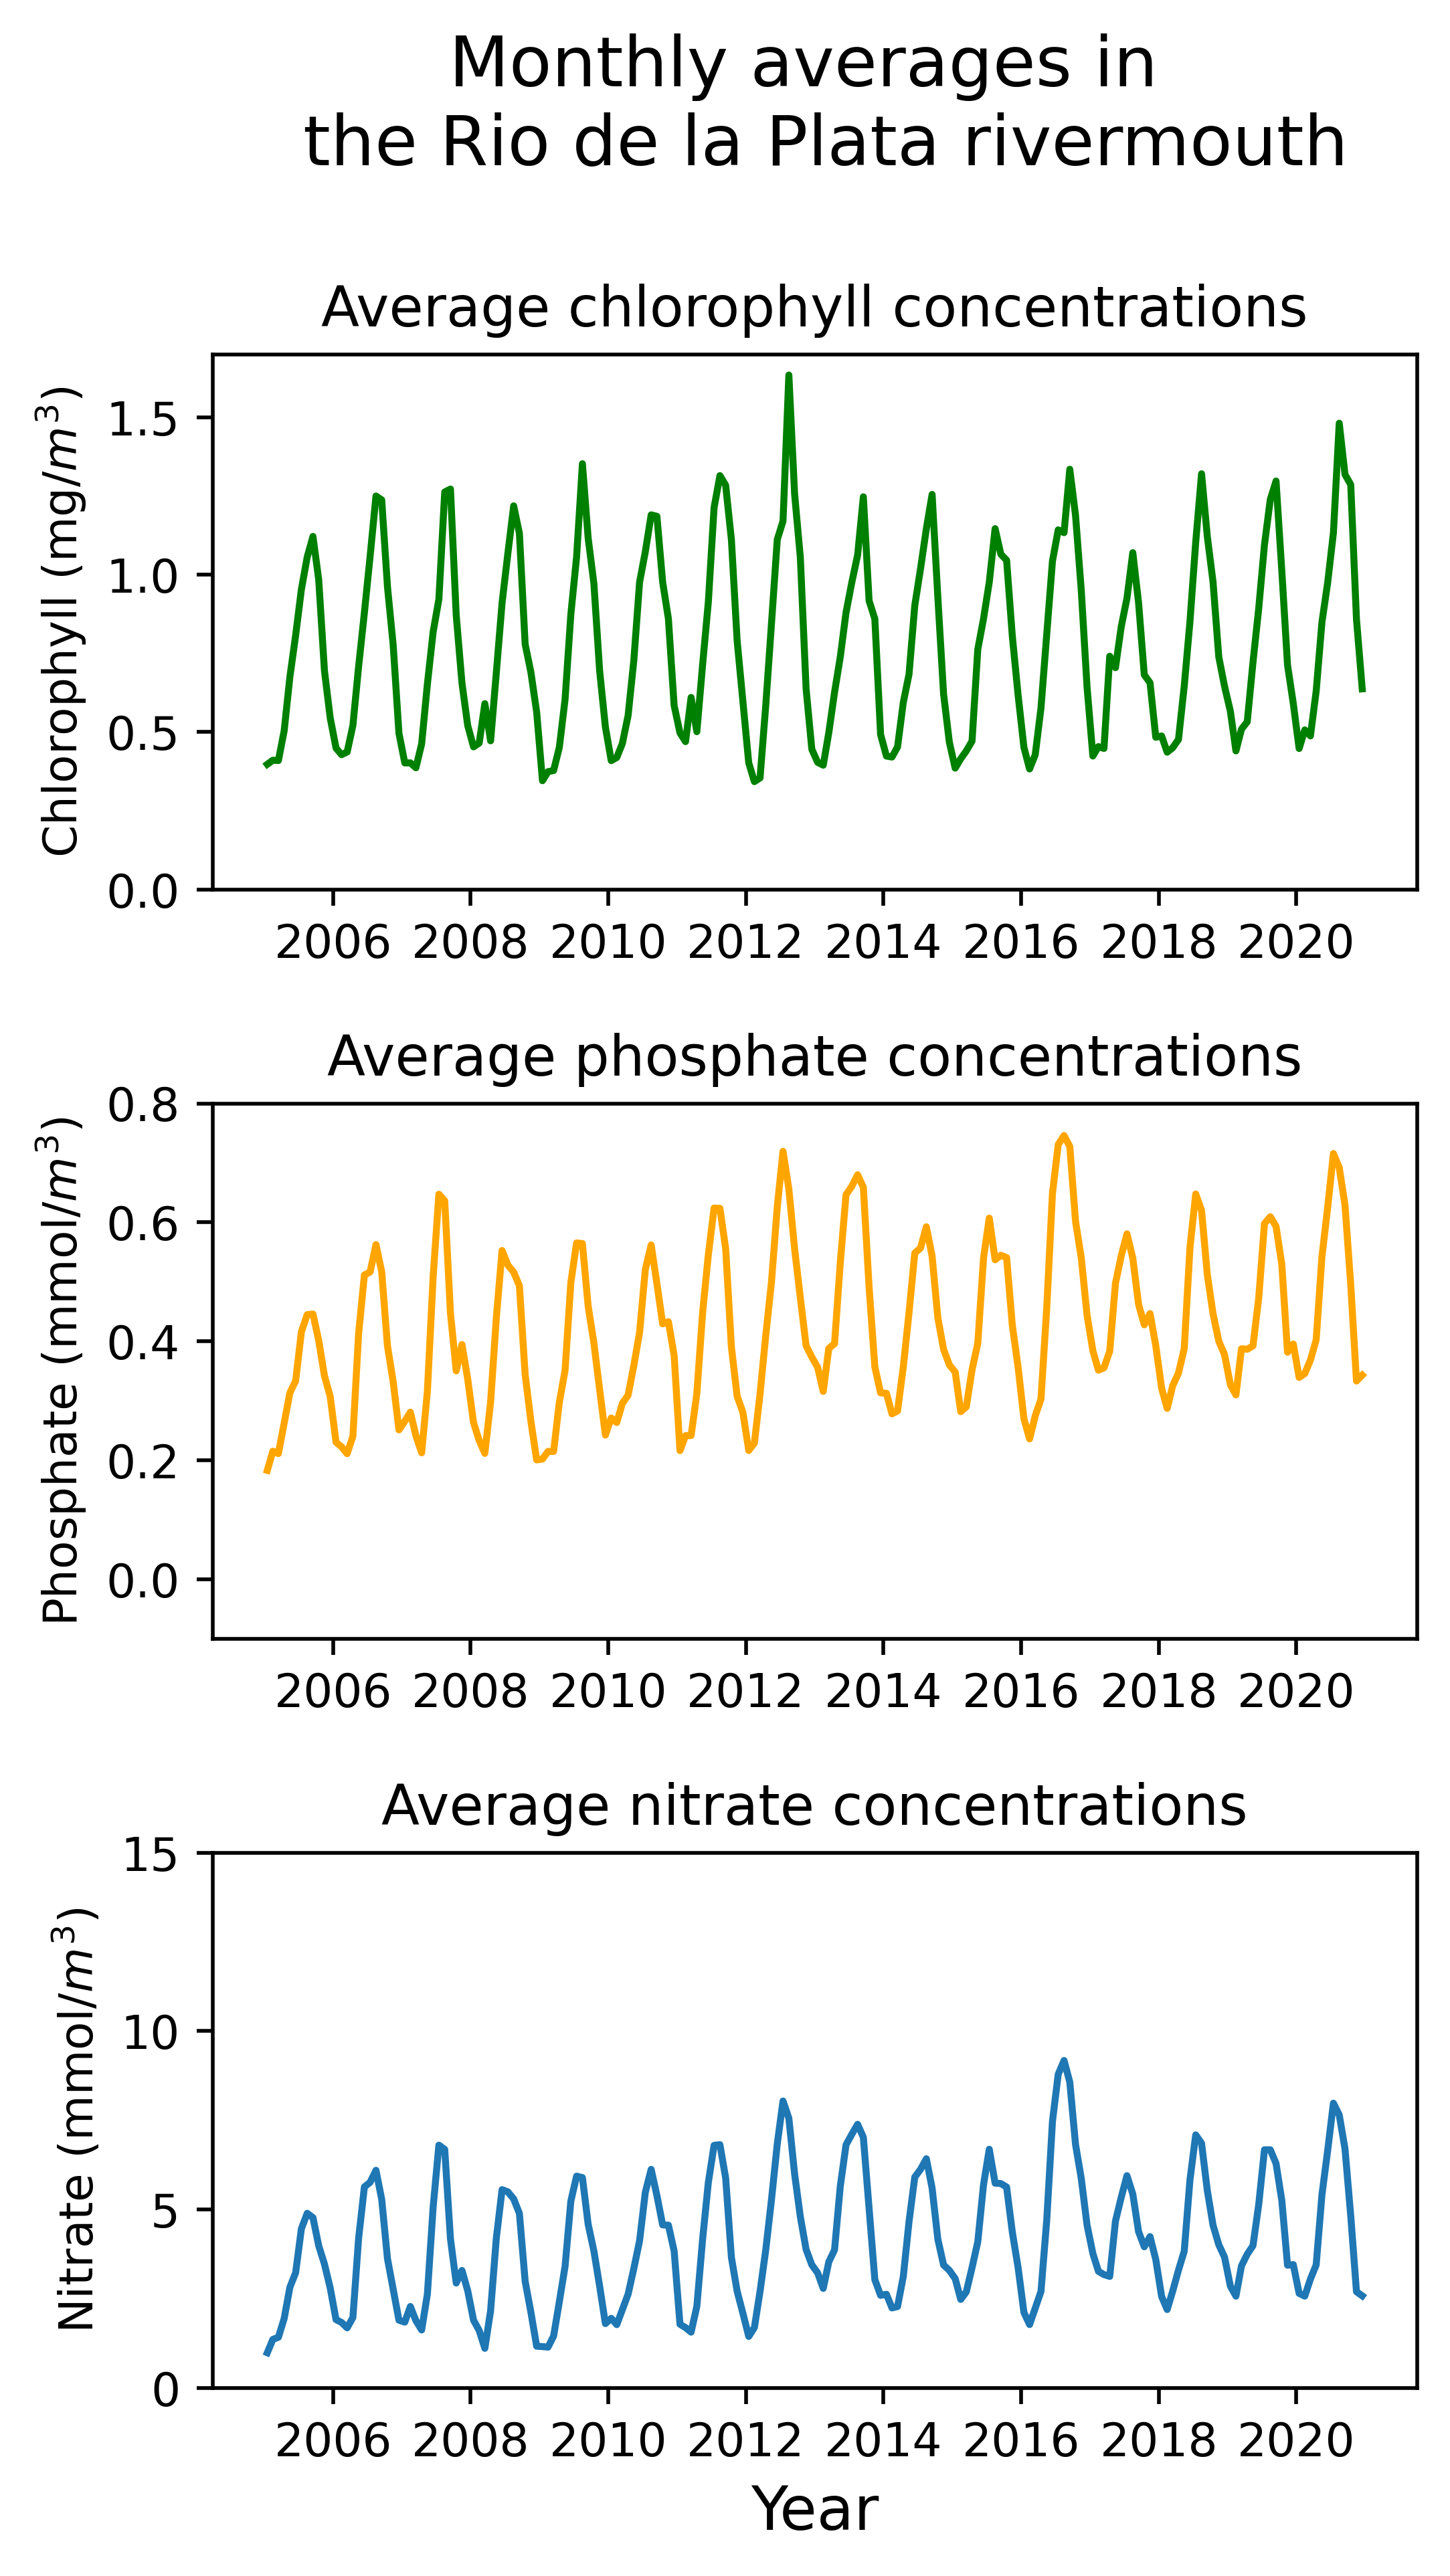 Monthly averages in
the Rio de la Plata rivermouth
Average chlorophyll concentrations
Chlorophyll (mg/m³)
1.5
1.0
0.5
0.0
2006 2008 2010 2012 2014 2016 2018 2020
Average phosphate concentrations
Phosphate (mmol/m³)
0.8
0.6
0.4
0.2
0.0
2006 2008 2010 2012 2014 2016 2018 2020
Average nitrate concentrations
Nitrate (mmol/m³)
15
10
5
0
2006 2008 2010 2012 2014 2016 2018 2020
Year